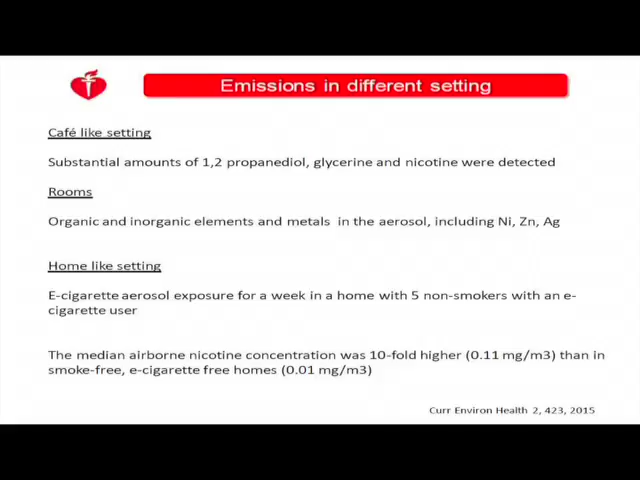 Emissions in different setting
Café like setting
Substantial amounts of 1,2 propanediol, glycerine and nicotine were detected
Rooms
Organic and inorganic elements and metals in the aerosol, including Ni, Zn, Ag
Home like setting
E-cigarette aerosol exposure for a week in a home with 5 non-smokers with an e-
cigarette user
The median airborne nicotine concentration was 10-fold higher (0.11 mg/m3) than in
smoke-free, e-cigarette free homes (0.01 mg/m3)
Curr Environ Health 2, 423, 2015